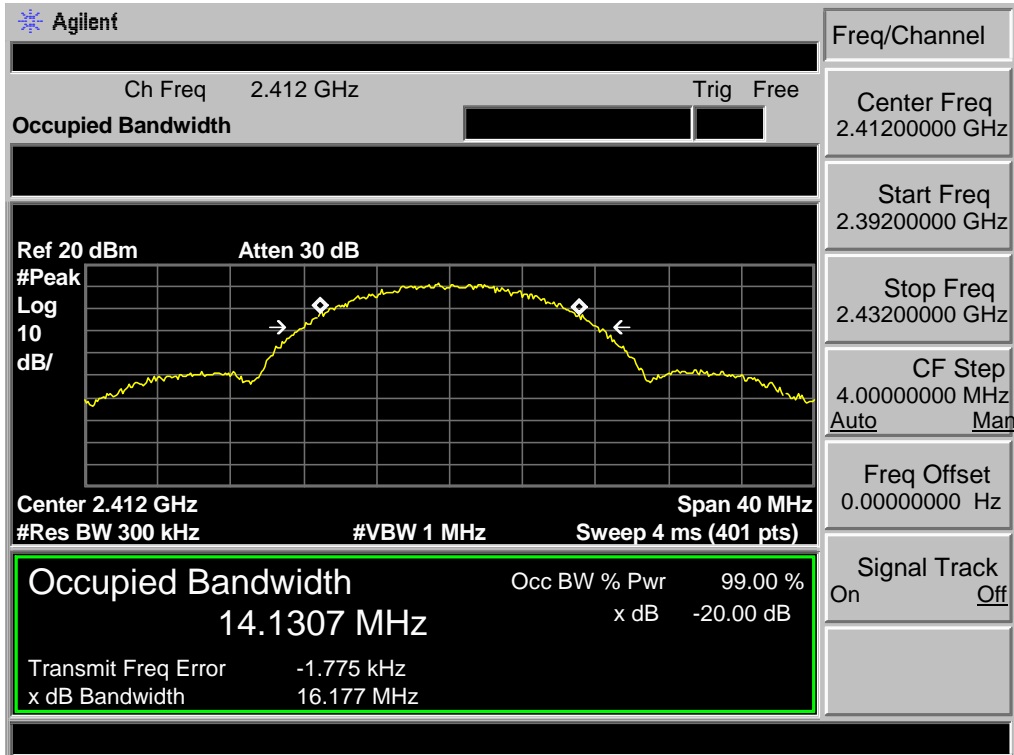 Agilent
Ch Freq 2.412 GHz Trig Free
Occupied Bandwidth
Ref 20 dBm Atten 30 dB
#Peak
Log
10
dB/
Center 2.412 GHz Span 40 MHz
#Res BW 300 kHz #VBW 1 MHz Sweep 4 ms (401 pts)
Occupied Bandwidth
14.1307 MHz
Occ BW % Pwr 99.00 %
x dB -20.00 dB
Transmit Freq Error -1.775 kHz
x dB Bandwidth 16.177 MHz
Freq/Channel
Center Freq
2.41200000 GHz
Start Freq
2.39200000 GHz
Stop Freq
2.43200000 GHz
CF Step
4.00000000 MHz
Auto Man
Freq Offset
0.00000000 Hz
Signal Track
On Off